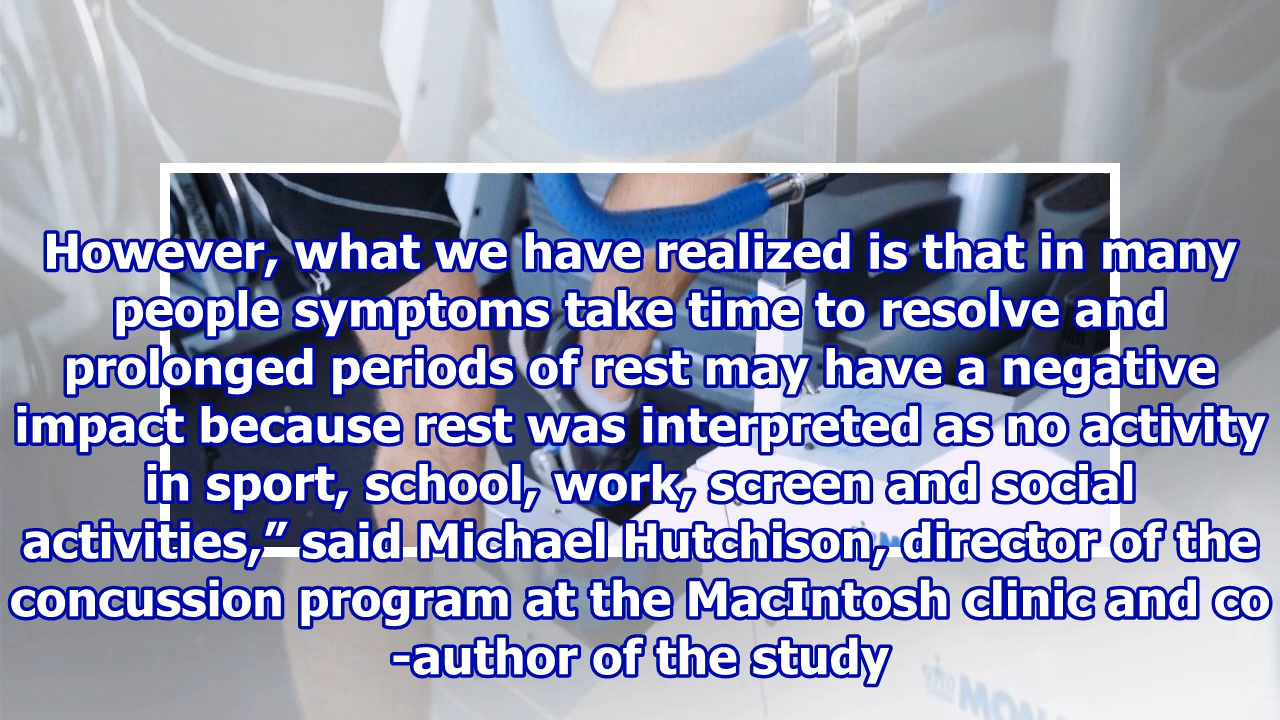 However, what we have realized is that in many
people symptoms take time to resolve and
prolonged periods of rest may have a negative
impact because rest was interpreted as no activity
in sport, school, work, screen and social
activities,” said Michael Hutchison, director of the
concussion program at the MacIntosh clinic and co
-author of the study